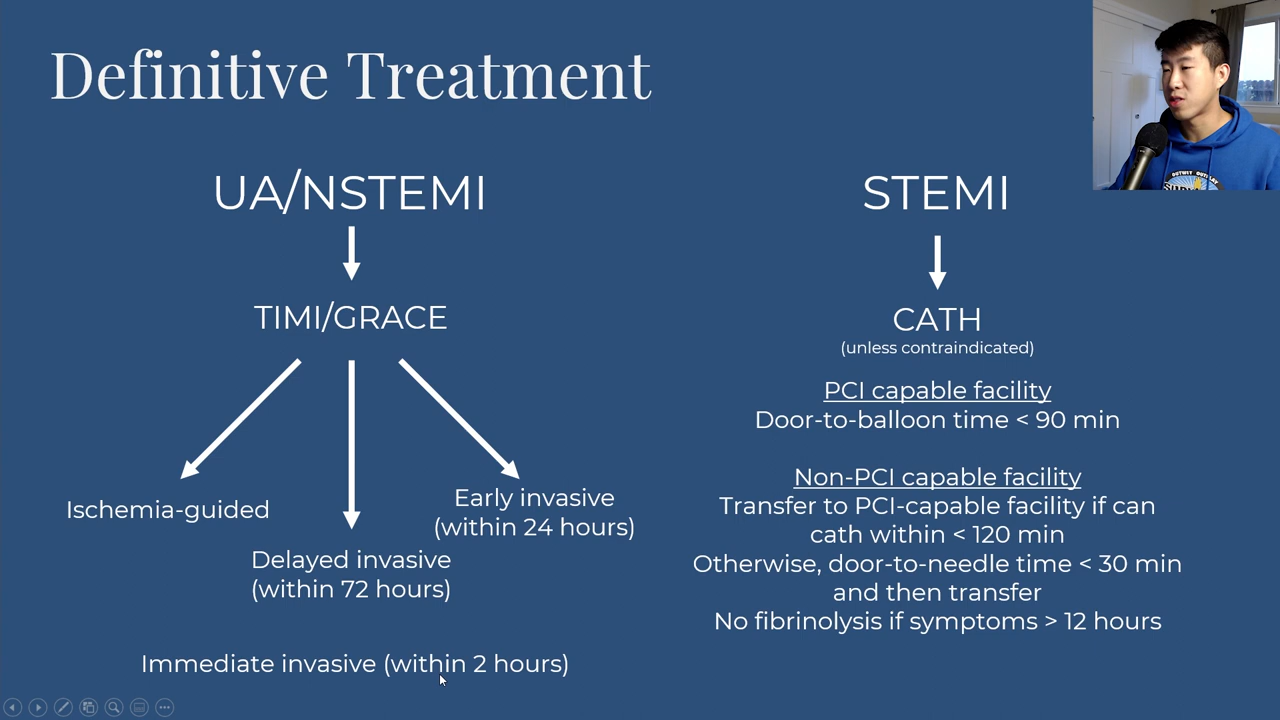 Definitive Treatment
UA/NSTEMI
TIMI/GRACE
Ischemia-guided
Delayed invasive
(within 72 hours)
Early invasive
(within 24 hours)
Immediate invasive (within 2 hours)
STEMI
CATH
(unless contraindicated)
PCI capable facility
Door-to-balloon time < 90 min
Non-PCI capable facility
Transfer to PCI-capable facility if can
cath within < 120 min
Otherwise, door-to-needle time < 30 min
and then transfer
No fibrinolysis if symptoms > 12 hours